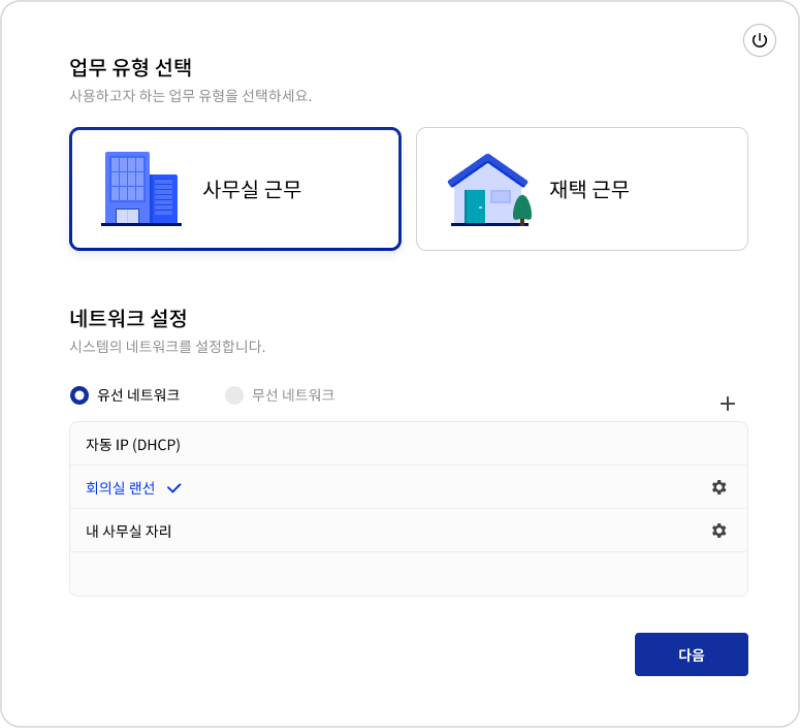 업무 유형 선택
사용하고자 하는 업무 유형을 선택하세요.
사무실 근무
재택 근무
네트워크 설정
시스템의 네트워크를 설정합니다.
유선 네트워크
무선 네트워크
자동 IP (DHCP)
회의실 랜선
내 사무실 자리
다음